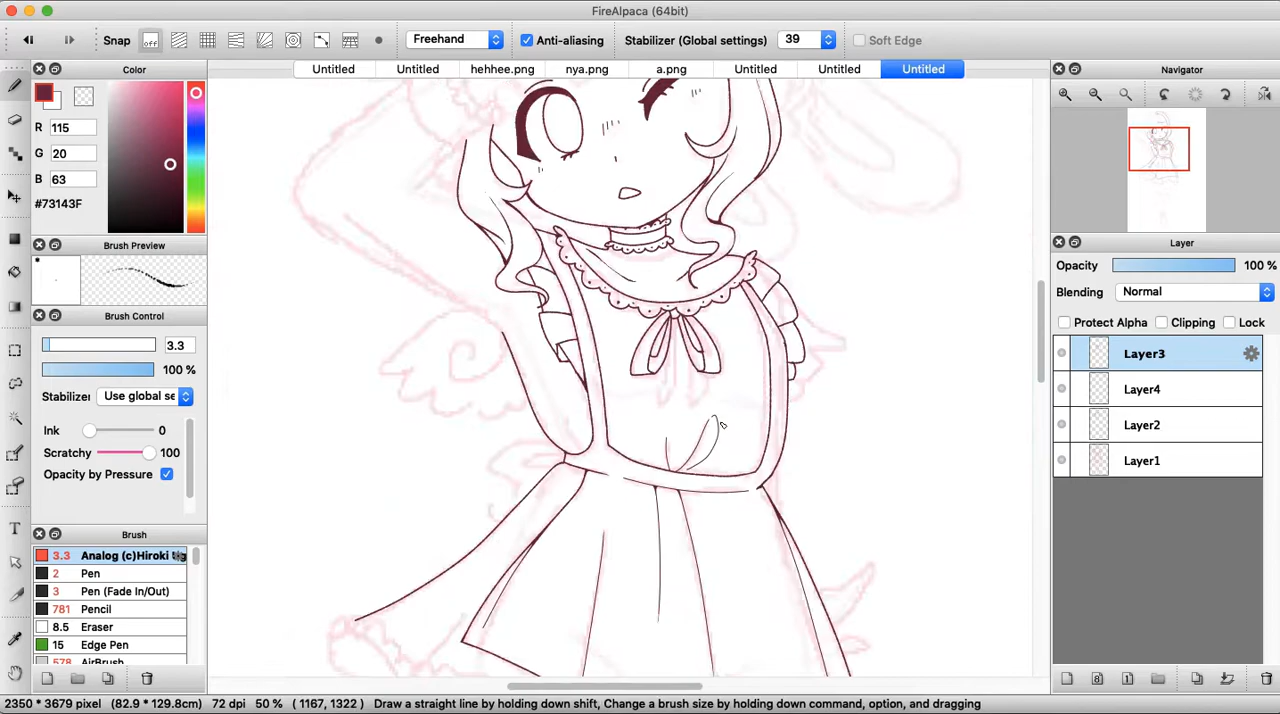 FireAlpaca (64bit)
Snap off Freehand Anti-aliasing Stabilizer (Global settings) 39 Soft Edge
Untitled Untitled hehhee.png nya.png a.png Untitled Untitled Untitled
Color
R 115
G 20
B 63
#73143F
Brush Preview
Brush Control
3.3
100 %
Stabilizer Use global se
Ink 0
Scratchy 100
Opacity by Pressure
Brush
3.3 Analog (c)Hiroki
2 Pen
3 Pen (Fade In/Out)
781 Pencil
8.5 Eraser
15 Edge Pen
578 AirBrush
Navigator
Layer
Opacity 100 %
Blending Normal
Protect Alpha Clipping Lock
Layer3
Layer4
Layer2
Layer1
2350 * 3679 pixel (82.9 * 129.8cm) 72 dpi 50 % ( 1167, 1322 ) Draw a straight line by holding down shift, Change a brush size by holding down command, option, and dragging